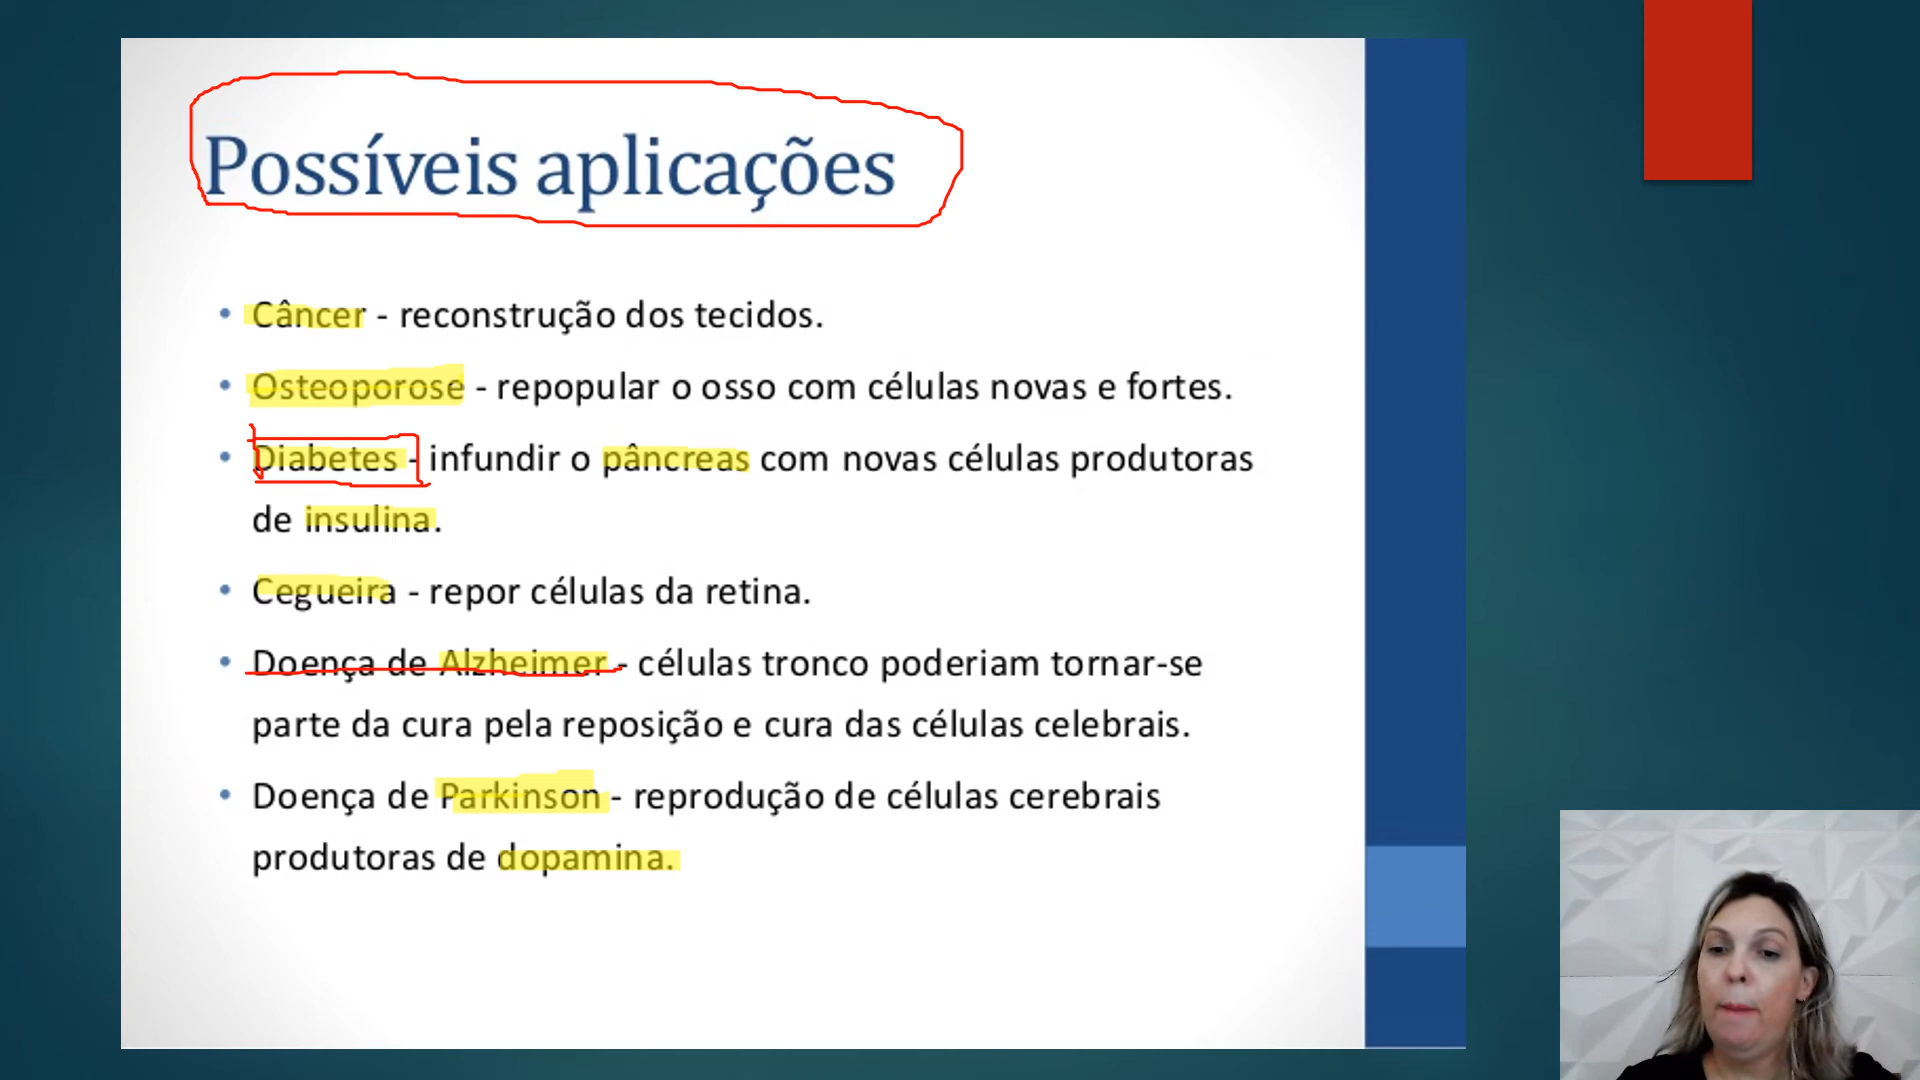 Possíveis aplicações
• Câncer - reconstrução dos tecidos.
• Osteoporose - repopular o osso com células novas e fortes.
• Diabetes - infundir o pâncreas com novas células produtoras
de insulina.
• Cegueira - repor células da retina.
• Doença de Alzheimer - células tronco poderiam tornar-se
parte da cura pela reposição e cura das células celebrais.
• Doença de Parkinson - reprodução de células cerebrais
produtoras de dopamina.